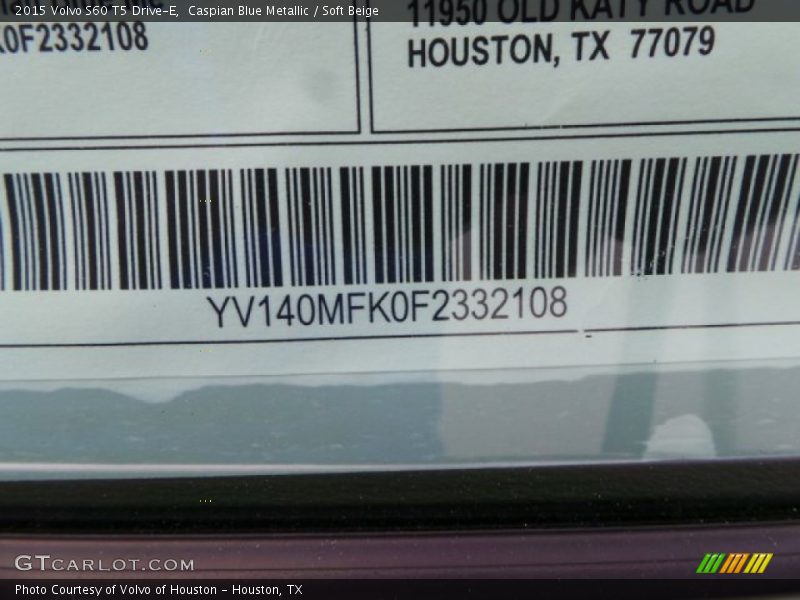 2015 Volvo S60 T5 Drive-E,  Caspian Blue Metallic / Soft Beige
K0F2332108
11950 OLD KATY ROAD
HOUSTON, TX  77079
YV140MFK0F2332108
GTCARLOT.COM
Photo Courtesy of Volvo of Houston - Houston, TX